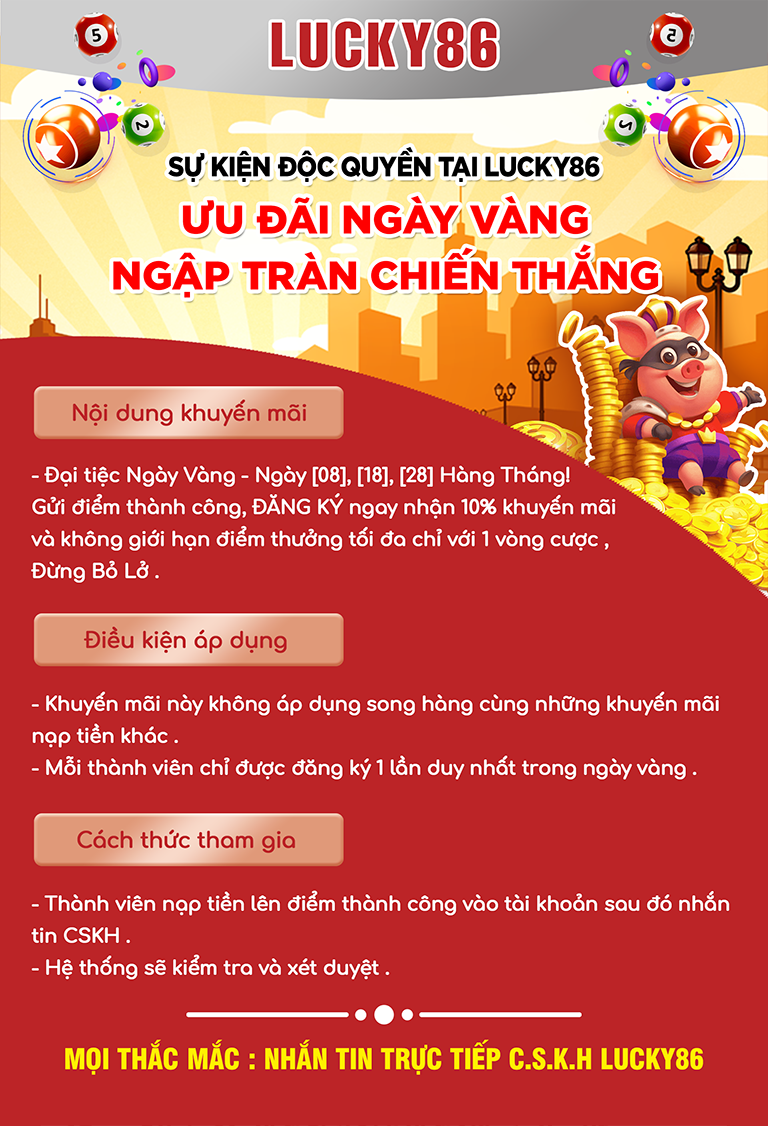 LUCKY86
5
5
2
2
SỰ KIỆN ĐỘC QUYỀN TẠI LUCKY86
ƯU ĐÃI NGÀY VÀNG
NGẬP TRÀN CHIẾN THẮNG
Nội dung khuyến mãi
- Đại tiệc Ngày Vàng - Ngày [08], [18], [28] Hàng Tháng!
Gửi điểm thành công, ĐĂNG KÝ ngay nhận 10% khuyến mãi
và không giới hạn điểm thưởng tối đa chỉ với 1 vòng cược ,
Đừng Bỏ Lở .
Điều kiện áp dụng
- Khuyến mãi này không áp dụng song hàng cùng những khuyến mãi
nạp tiền khác .
- Mỗi thành viên chỉ được đăng ký 1 lần duy nhất trong ngày vàng .
Cách thức tham gia
- Thành viên nạp tiền lên điểm thành công vào tài khoản sau đó nhắn
tin CSKH .
- Hệ thống sẽ kiểm tra và xét duyệt .
MỌI THẮC MẮC : NHẮN TIN TRỰC TIẾP C.S.K.H LUCKY86